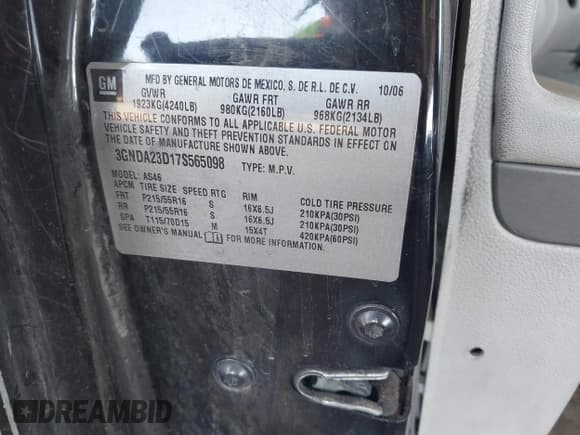 GM
MFD BY GENERAL MOTORS DE MEXICO, S. DE R.L. DE C.V. 10/06
GVWR GAWR FRT GAWR RR
1923KG(4240LB) 980KG(2160LB) 968KG(2134LB)
THIS VEHICLE CONFORMS TO ALL APPLICABLE U.S. FEDERAL MOTOR
VEHICLE SAFETY AND THEFT PREVENTION STANDARDS IN EFFECT ON
THE DATE OF MANUFACTURE SHOWN ABOVE.
3GNDA23D17S565098 TYPE: M.P.V.
MODEL: AS46
APCM TIRE SIZE SPEED RTG RIM COLD TIRE PRESSURE
FRT P215/55R16 S 16X6.5J 210KPA(30PSI)
RR P215/55R16 S 16X6.5J 210KPA(30PSI)
SPA T115/70D15 M 15X4T 420KPA(60PSI)
SEE OWNER'S MANUAL FOR MORE INFORMATION.
DREAMBID